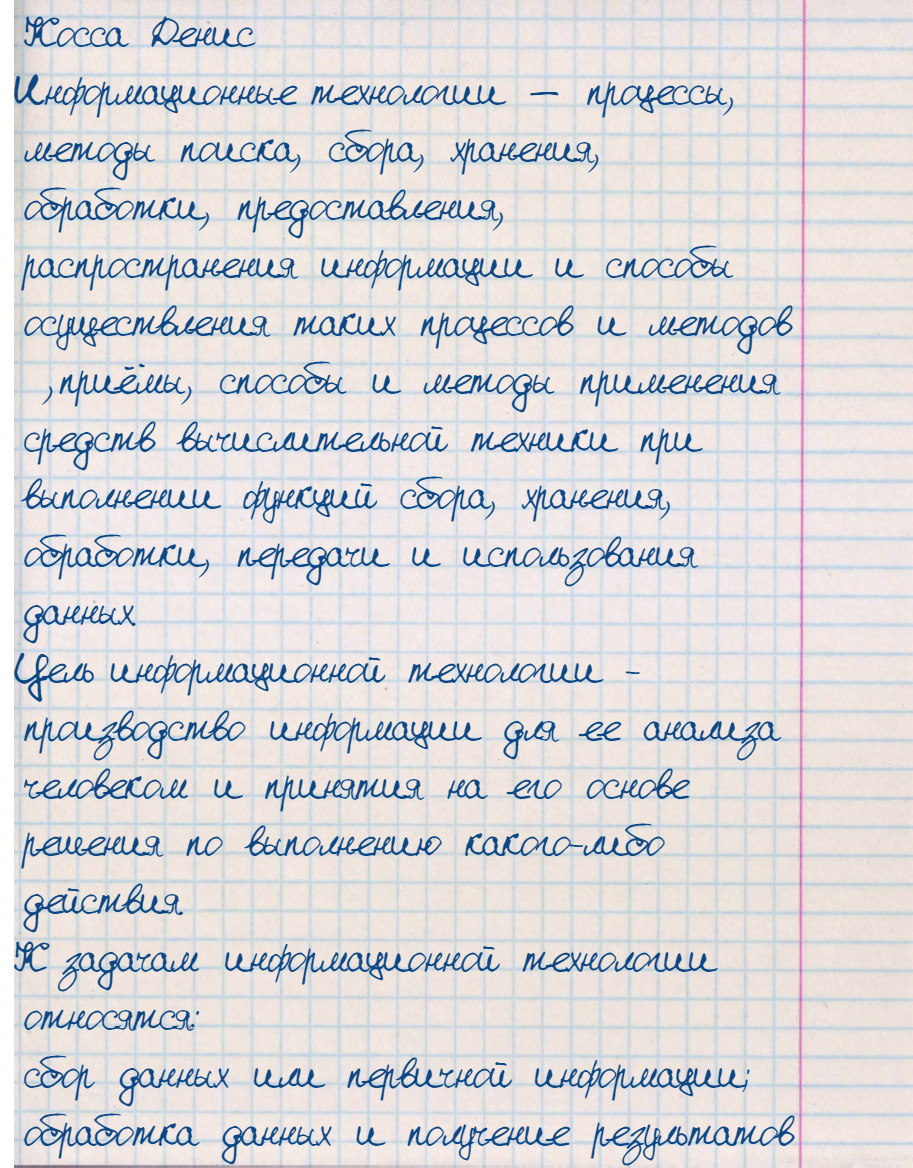 Косса Денис
Информационные технологии — процессы,
методы поиска, сбора, хранения,
обработки, предоставления,
распространения информации и способы
осуществления таких процессов и методов
,приёмы, способы и методы применения
средств вычислительной техники при
выполнении функций сбора, хранения,
обработки, передачи и использования
данных.
Цель информационной технологии -
производство информации для ее анализа
человеком и принятия на его основе
решения по выполнению какого-либо
действия.
К задачам информационной технологии
относятся:
сбор данных или первичной информации;
обработка данных и получение результатов